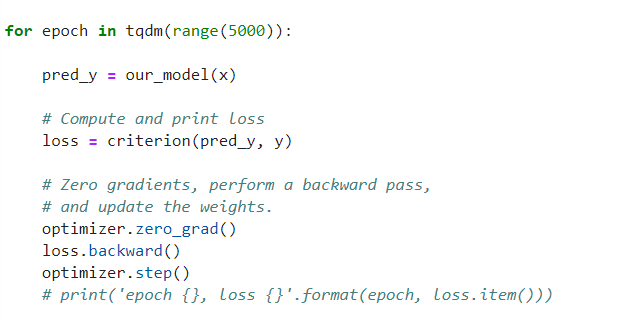 for epoch in tqdm(range(5000)):
    pred_y = our_model(x)
    # Compute and print loss
    loss = criterion(pred_y, y)
    # Zero gradients, perform a backward pass,
    # and update the weights.
    optimizer.zero_grad()
    loss.backward()
    optimizer.step()
    # print('epoch {}, loss {}'.format(epoch, loss.item()))